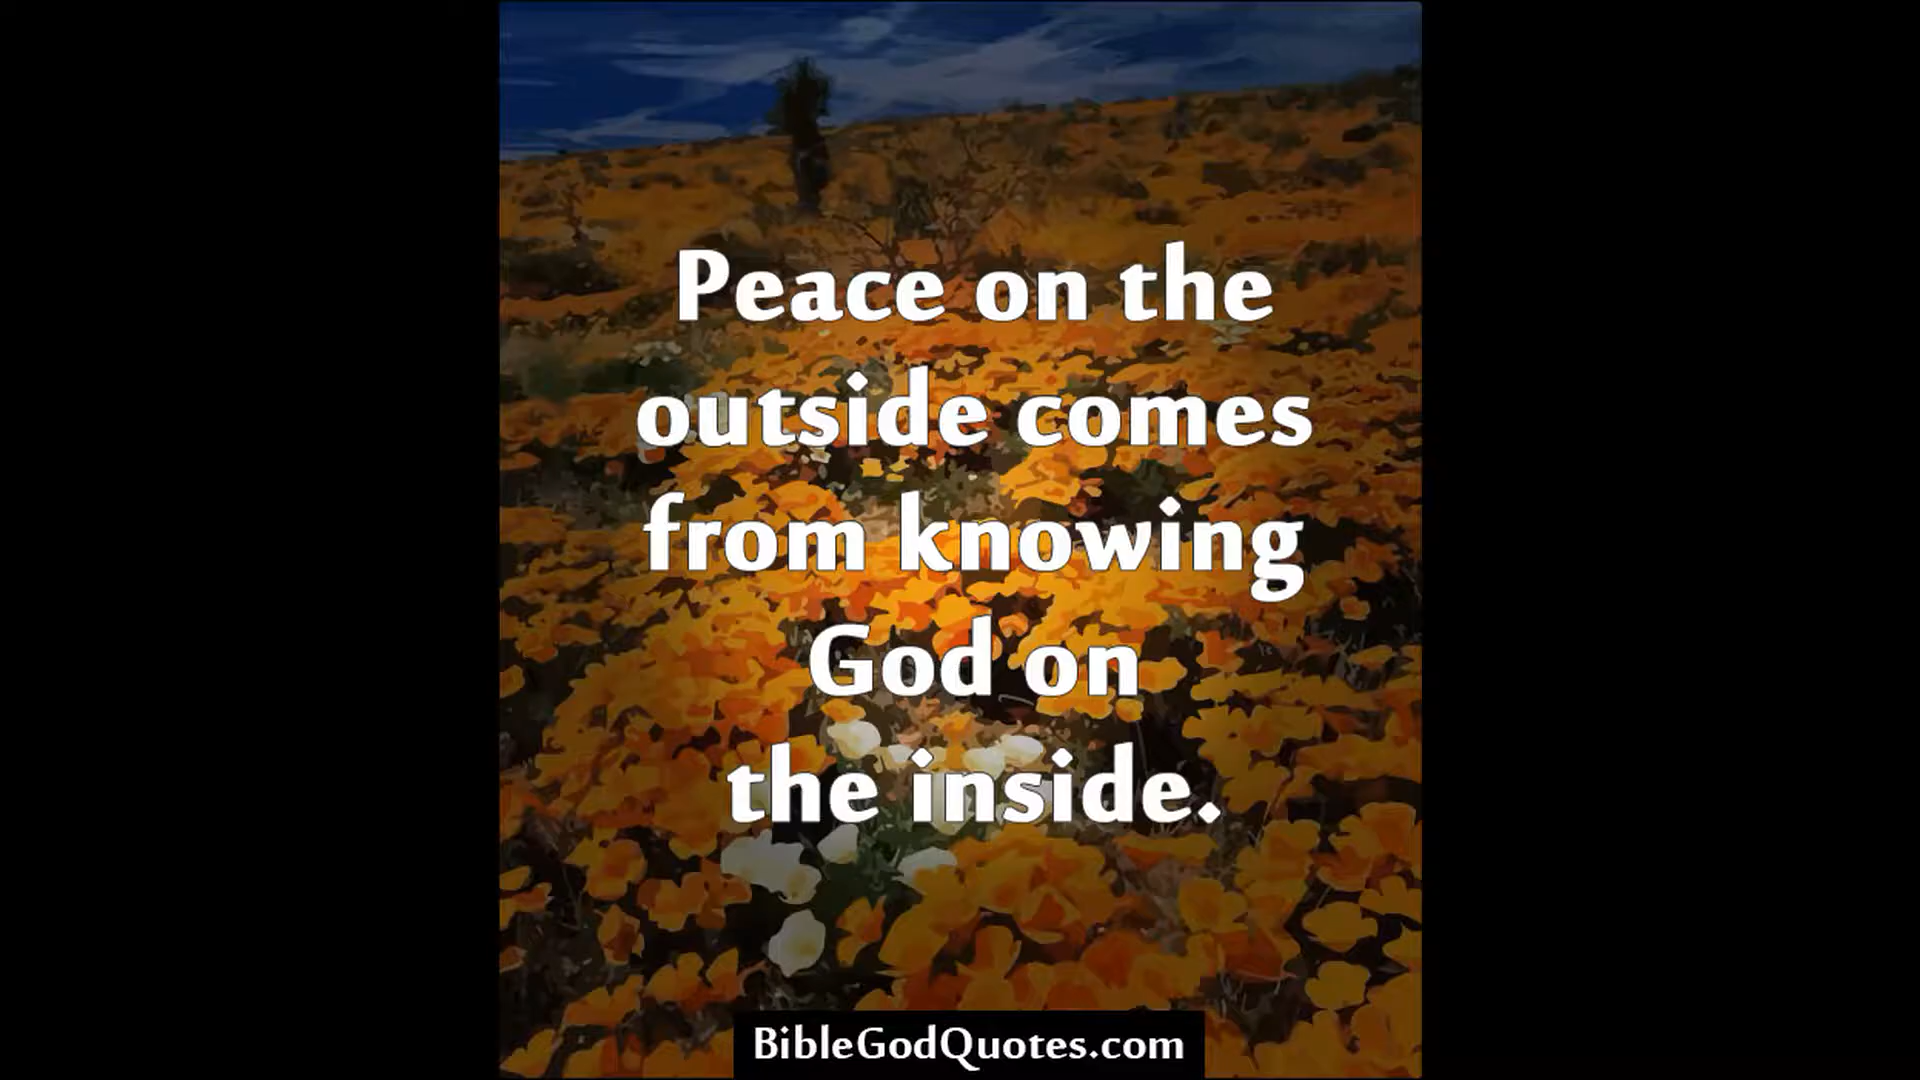 Peace on the
outside comes
from knowing
God on
the inside.
BibleGodQuotes.com